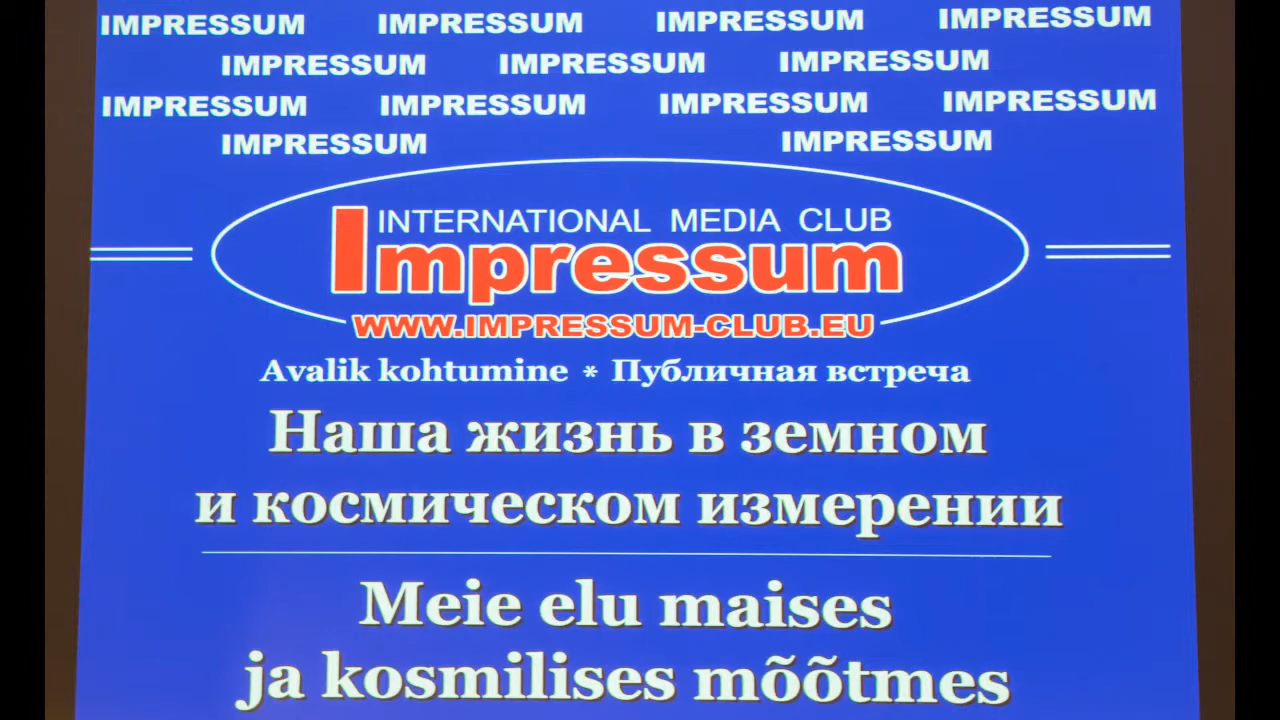 IMPRESSUM IMPRESSUM IMPRESSUM IMPRESSUM
IMPRESSUM IMPRESSUM IMPRESSUM
IMPRESSUM IMPRESSUM IMPRESSUM IMPRESSUM
IMPRESSUM IMPRESSUM
INTERNATIONAL MEDIA CLUB
Impressum
WWW.IMPRESSUM-CLUB.EU
Avalik kohtumine * Публичная встреча
Наша жизнь в земном
и космическом измерении
Meie elu maises
ja kosmilises mõõtmes